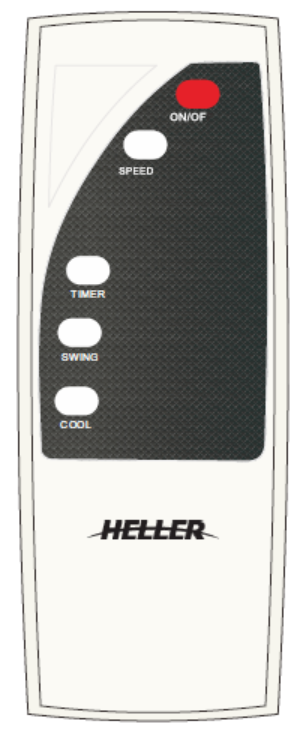 ON/OF
SPEED
TIMER
SWING
COOL
HELLER